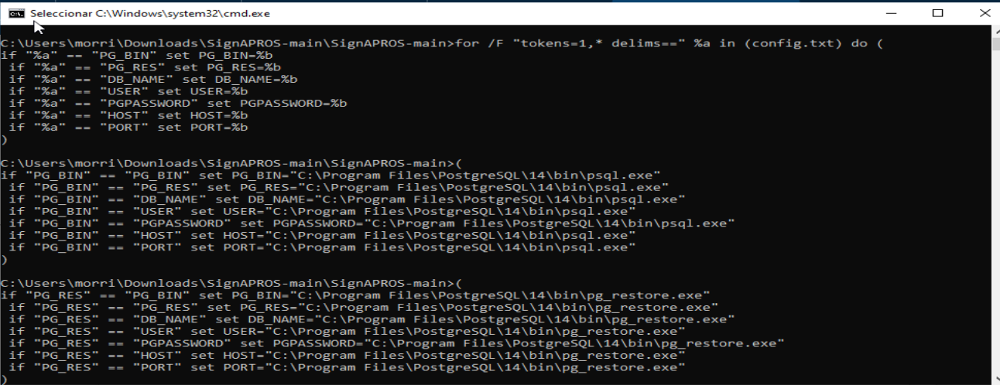 Seleccionar C:\Windows\system32\cmd.exe
C:\Users\morri\Downloads\SignAPROS-main\SignAPROS-main>for /F "tokens=1,* delims==" %a in (config.txt) do (
if "%a" == "PG_BIN" set PG_BIN=%b
 if "%a" == "PG_RES" set PG_RES=%b
 if "%a" == "DB_NAME" set DB_NAME=%b
 if "%a" == "USER" set USER=%b
 if "%a" == "PGPASSWORD" set PGPASSWORD=%b
 if "%a" == "HOST" set HOST=%b
 if "%a" == "PORT" set PORT=%b
)
C:\Users\morri\Downloads\SignAPROS-main\SignAPROS-main>(
if "PG_BIN" == "PG_BIN" set PG_BIN="C:\Program Files\PostgreSQL\14\bin\psql.exe"
 if "PG_BIN" == "PG_RES" set PG_RES="C:\Program Files\PostgreSQL\14\bin\psql.exe"
 if "PG_BIN" == "DB_NAME" set DB_NAME="C:\Program Files\PostgreSQL\14\bin\psql.exe"
 if "PG_BIN" == "USER" set USER="C:\Program Files\PostgreSQL\14\bin\psql.exe"
 if "PG_BIN" == "PGPASSWORD" set PGPASSWORD="C:\Program Files\PostgreSQL\14\bin\psql.exe"
 if "PG_BIN" == "HOST" set HOST="C:\Program Files\PostgreSQL\14\bin\psql.exe"
 if "PG_BIN" == "PORT" set PORT="C:\Program Files\PostgreSQL\14\bin\psql.exe"
)
C:\Users\morri\Downloads\SignAPROS-main\SignAPROS-main>(
if "PG_RES" == "PG_BIN" set PG_BIN="C:\Program Files\PostgreSQL\14\bin\pg_restore.exe"
 if "PG_RES" == "PG_RES" set PG_RES="C:\Program Files\PostgreSQL\14\bin\pg_restore.exe"
 if "PG_RES" == "DB_NAME" set DB_NAME="C:\Program Files\PostgreSQL\14\bin\pg_restore.exe"
 if "PG_RES" == "USER" set USER="C:\Program Files\PostgreSQL\14\bin\pg_restore.exe"
 if "PG_RES" == "PGPASSWORD" set PGPASSWORD="C:\Program Files\PostgreSQL\14\bin\pg_restore.exe"
 if "PG_RES" == "HOST" set HOST="C:\Program Files\PostgreSQL\14\bin\pg_restore.exe"
 if "PG_RES" == "PORT" set PORT="C:\Program Files\PostgreSQL\14\bin\pg_restore.exe"
)